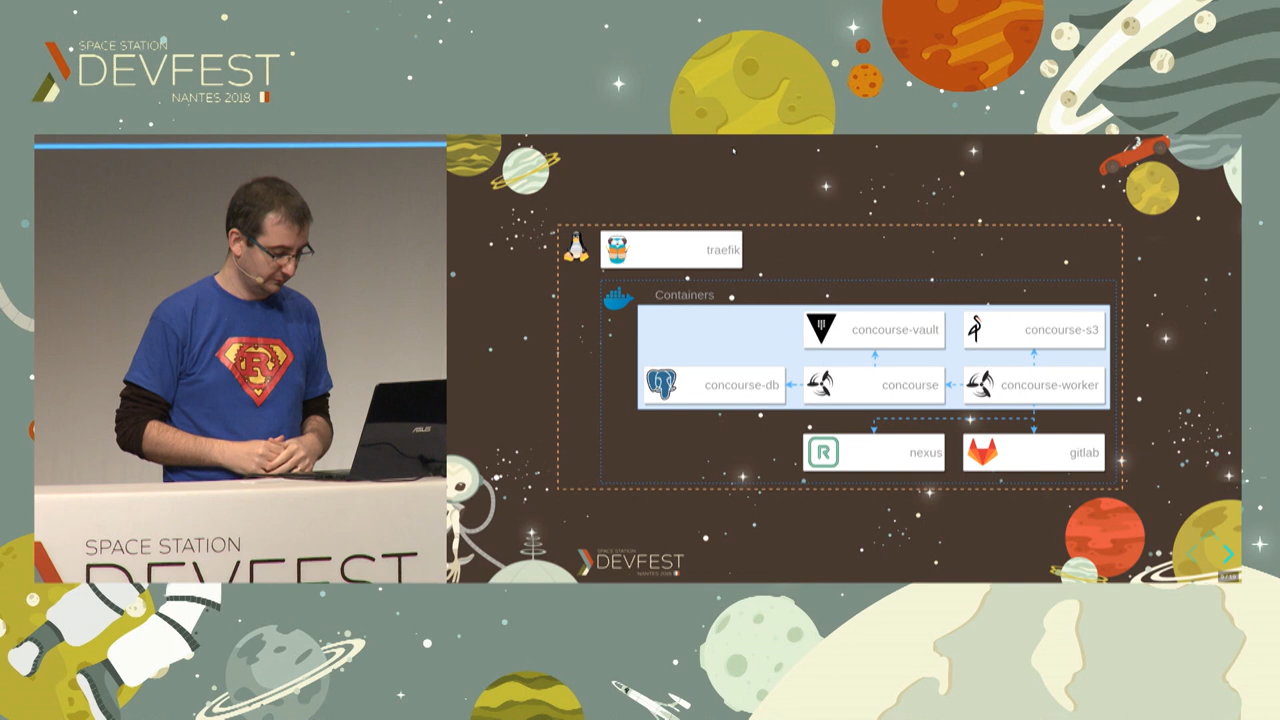 SPACE STATION
DEVFEST
NANTES 2018
traefik
Containers
concourse-vault
concourse-s3
concourse-db
concourse
concourse-worker
R
nexus
gitlab
R
ASUS
SPACE STATION
DEVFEST
SPACE STATION
DEVFEST
NANTES 2018